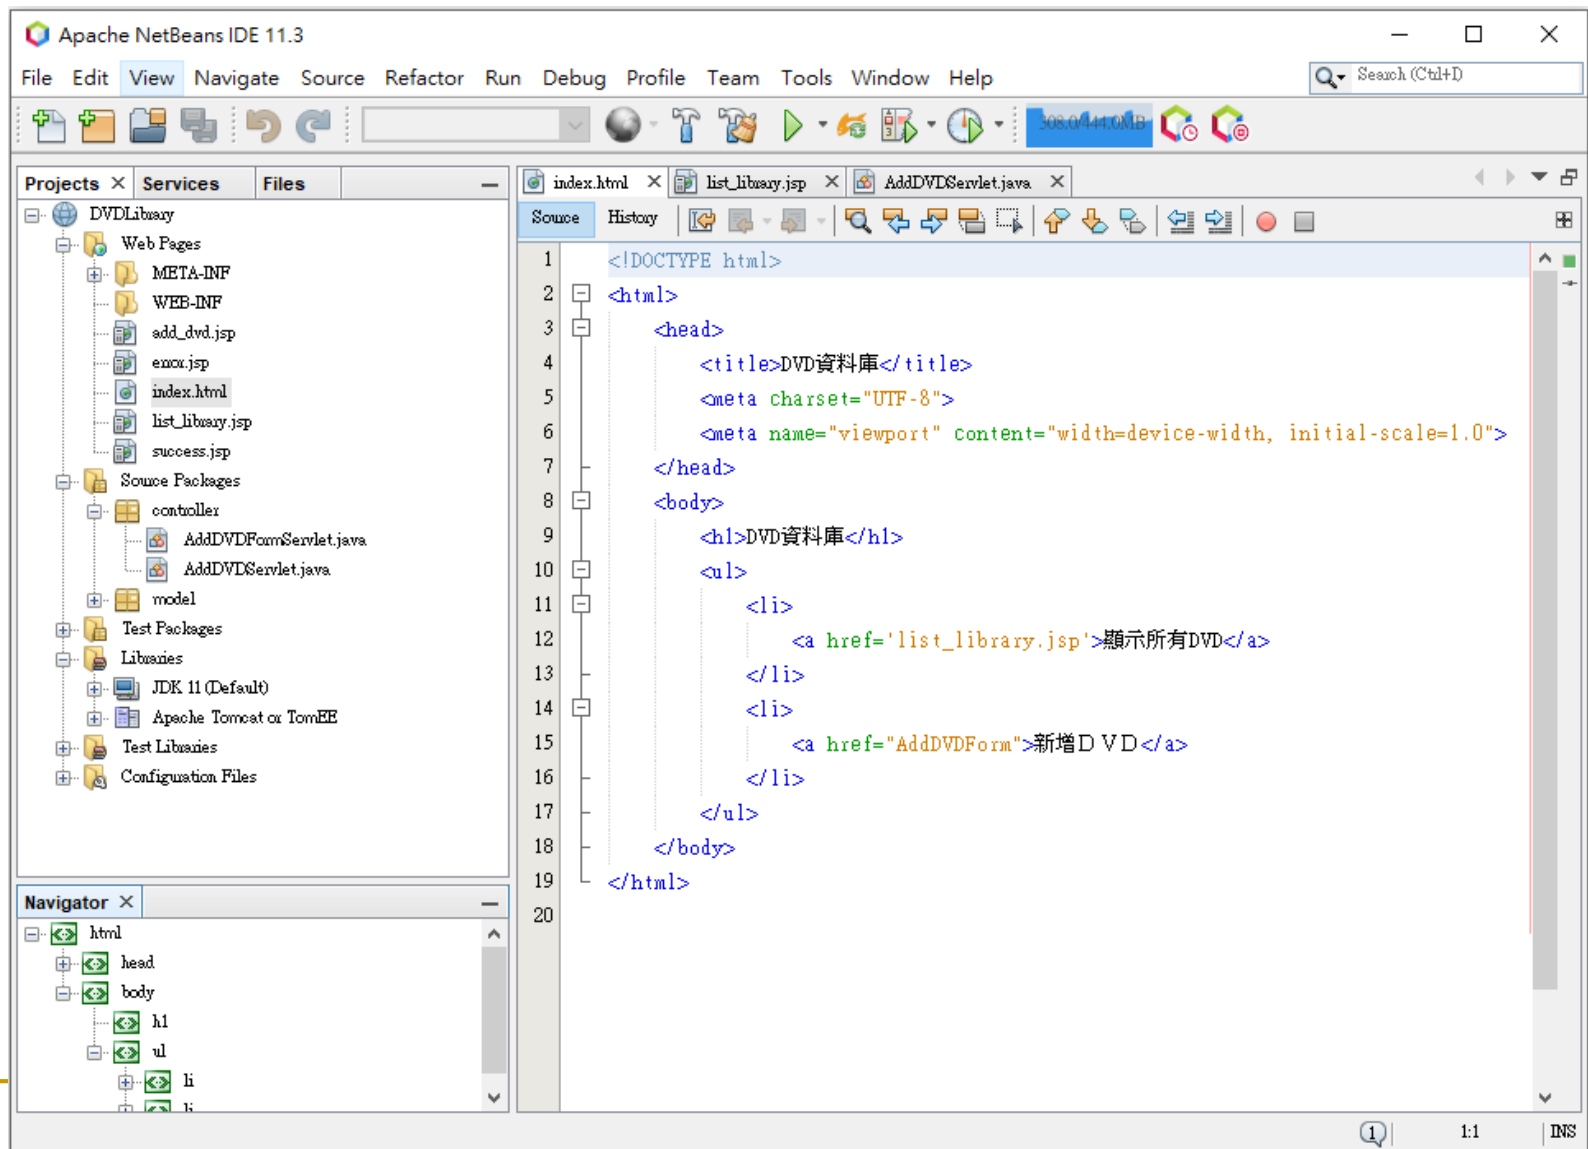 Apache NetBeans IDE 11.3
File Edit View Navigate Source Refactor Run Debug Profile Team Tools Window Help
Search (Ctrl+I)
308.0/444.0MB
Projects Services Files
DVDLibrary
Web Pages
META-INF
WEB-INF
add_dvd.jsp
error.jsp
index.html
list_library.jsp
success.jsp
Source Packages
controller
AddDVDFormServlet.java
AddDVDServlet.java
model
Test Packages
Libraries
JDK 11 (Default)
Apache Tomcat or TomEE
Test Libraries
Configuration Files
Navigator
html
head
body
h1
ul
li
li
index.html list_library.jsp AddDVDServlet.java
Source History
1 <!DOCTYPE html>
2 <html>
3 <head>
4 <title>DVD資料庫</title>
5 <meta charset="UTF-8">
6 <meta name="viewport" content="width=device-width, initial-scale=1.0">
7 </head>
8 <body>
9 <h1>DVD資料庫</h1>
10 <ul>
11 <li>
12 <a href='list_library.jsp'>顯示所有DVD</a>
13 </li>
14 <li>
15 <a href="AddDVDForm">新增ＤＶＤ</a>
16 </li>
17 </ul>
18 </body>
19 </html>
20
1 1:1 INS